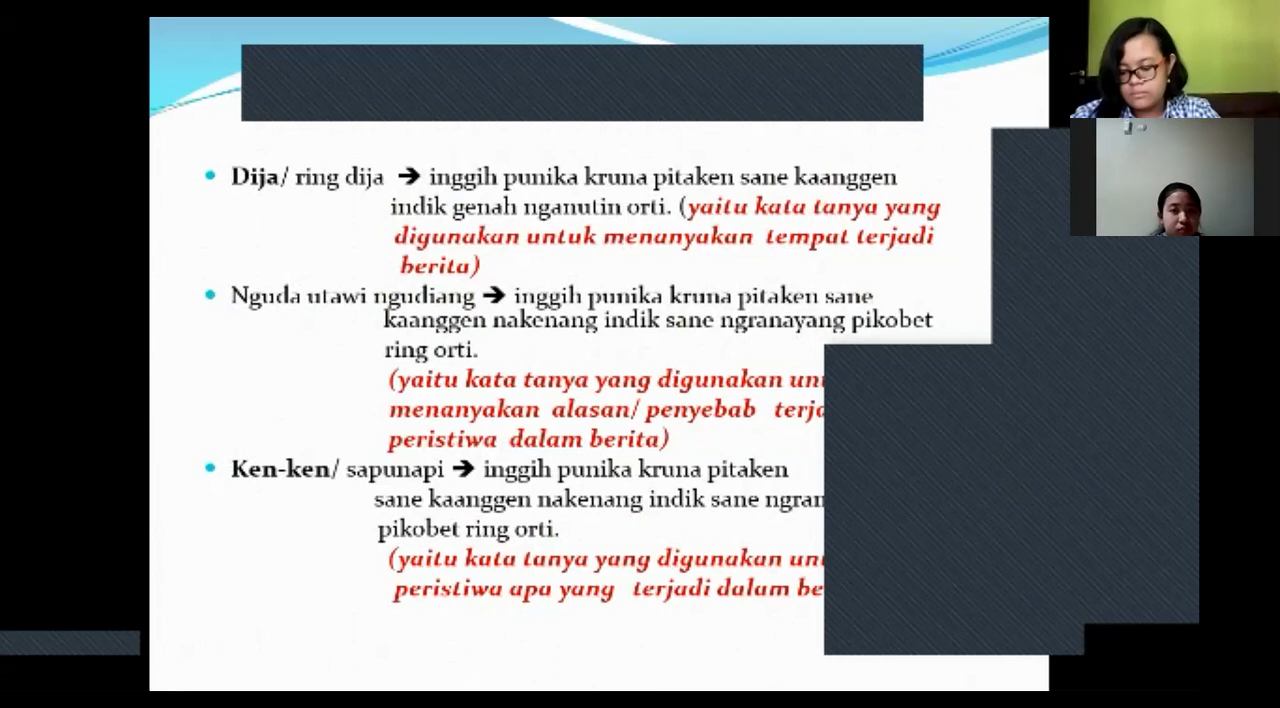 Dija/ ring dija ➔ inggih punika kruna pitaken sane kaanggen
indik genah nganutin orti. (yaitu kata tanya yang
digunakan untuk menanyakan tempat terjadi
berita)
Nguda utawi ngudiang ➔ inggih punika kruna pitaken sane
kaanggen nakenang indik sane ngranayang pikobet
ring orti.
(yaitu kata tanya yang digunakan
menanyakan alasan/ penyebab
peristiwa dalam berita)
Ken-ken/ sapunapi ➔ inggih punika kruna pitaken
sane kaanggen nakenang indik sane
pikobet ring orti.
(yaitu kata tanya yang digunakan
peristiwa apa yang terjadi dalam